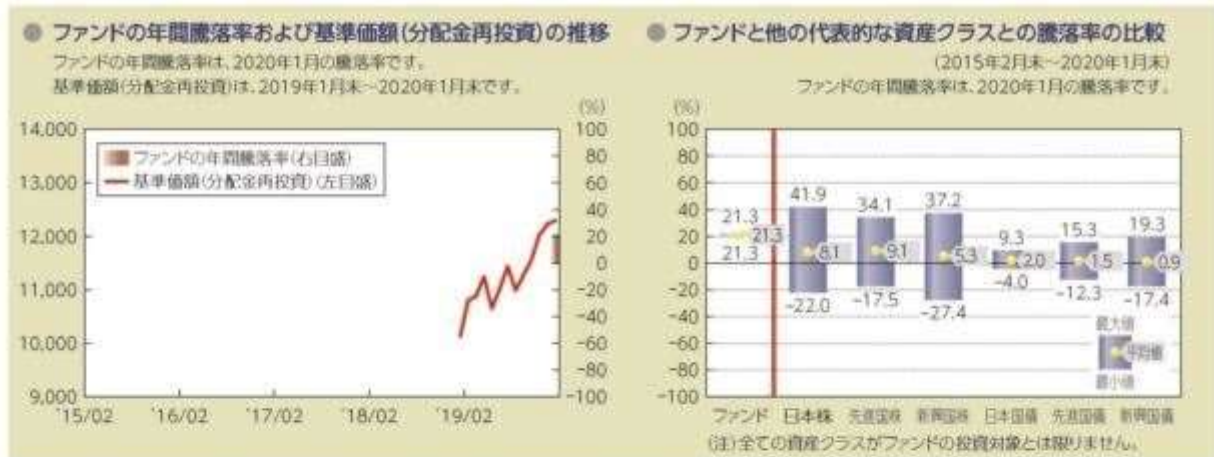 ● ファンドの年間騰落率および基準価額(分配金再投資)の推移
ファンドの年間騰落率は、2020年1月の騰落率です。
基準価額(分配金再投資)は、2019年1月末～2020年1月末です。
(%)
14,000
13,000
12,000
11,000
10,000
9,000
ファンドの年間騰落率(右目盛)
基準価額(分配金再投資)(左目盛)
100
80
60
40
20
0
-20
-40
-60
-80
-100
'15/02 '16/02 '17/02 '18/02 '19/02
● ファンドと他の代表的な資産クラスとの騰落率の比較
(2015年2月末～2020年1月末)
ファンドの年間騰落率は、2020年1月の騰落率です。
(%)
100
80
60
40
20
0
-20
-40
-60
-80
-100
21.3 41.9 34.1 37.2 9.3 15.3 19.3
21.3 8.1 9.1 5.3 2.0 1.5 0.9
21.3 -22.0 -17.5 -27.4 -4.0 -12.3 -17.4
最大値
平均値
最小値
ファンド 日本株 先進国株 新興国株 日本国債 先進国債 新興国債
(注)全ての資産クラスがファンドの投資対象とは限りません。